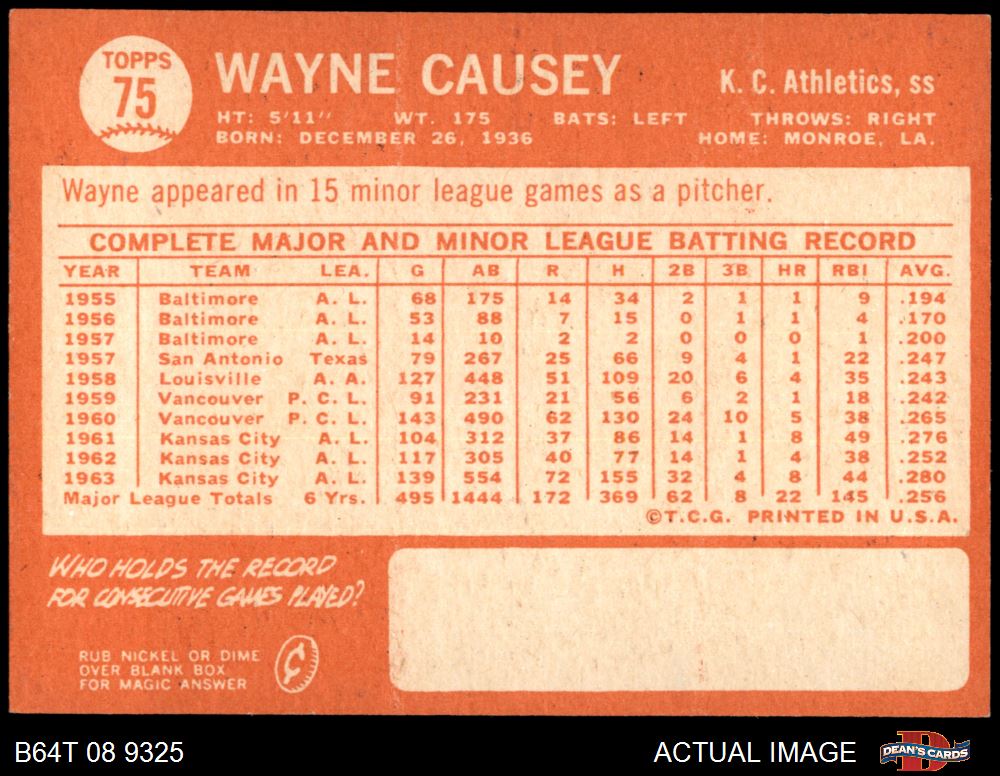 TOPPS
75
WAYNE CAUSEY
K. C. Athletics, ss
HT: 5'11" WT. 175 BATS: LEFT THROWS: RIGHT
BORN: DECEMBER 26, 1936 HOME: MONROE, LA.
Wayne appeared in 15 minor league games as a pitcher.
COMPLETE MAJOR AND MINOR LEAGUE BATTING RECORD
YEAR TEAM LEA. G AB R H 2B 3B HR RBI AVG.
1955 Baltimore A. L. 68 175 14 34 2 1 1 9 .194
1956 Baltimore A. L. 53 88 7 15 0 1 1 4 .170
1957 Baltimore A. L. 14 10 2 2 0 0 0 1 .200
1957 San Antonio Texas 79 267 25 66 9 4 1 22 .247
1958 Louisville A. A. 127 448 51 109 20 6 4 35 .243
1959 Vancouver P. C. L. 91 231 21 56 6 2 1 18 .242
1960 Vancouver P. C. L. 143 490 62 130 24 10 5 38 .265
1961 Kansas City A. L. 104 312 37 86 14 1 8 49 .276
1962 Kansas City A. L. 117 305 40 77 14 1 4 38 .252
1963 Kansas City A. L. 139 554 72 155 32 4 8 44 .280
Major League Totals 6 Yrs. 495 1444 172 369 62 8 22 145 .256
©T.C.G. PRINTED IN U.S.A.
WHO HOLDS THE RECORD
FOR CONSECUTIVE GAMES PLAYED?
RUB NICKEL OR DIME
OVER BLANK BOX
FOR MAGIC ANSWER
¢
B64T 08 9325 ACTUAL IMAGE
DEAN'S CARDS